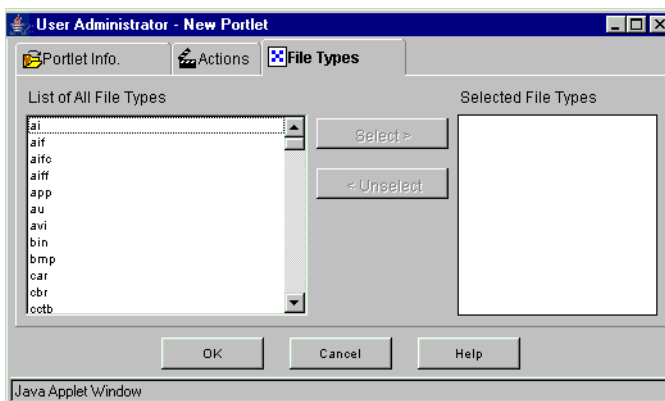 User Administrator - New Portlet
Portlet Info.
Actions
File Types
List of All File Types
Selected File Types
ai
aif
aifc
aiff
app
au
avi
bin
bmp
car
cbr
cctb
Select >
< Unselect
OK
Cancel
Help
Java Applet Window